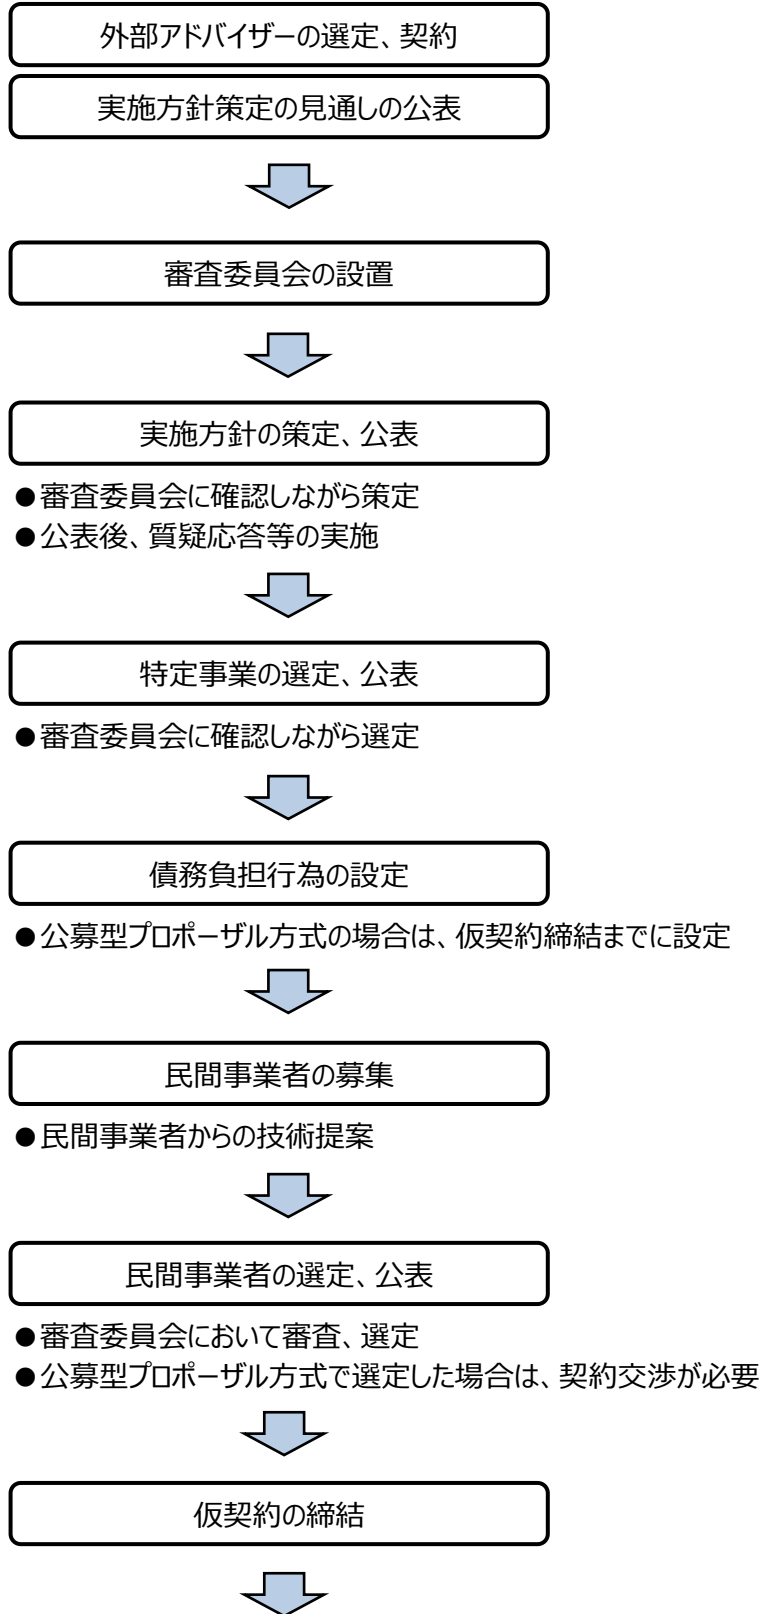 外部アドバイザーの選定、契約
実施方針策定の見通しの公表
審査委員会の設置
実施方針の策定、公表
●審査委員会に確認しながら策定
●公表後、質疑応答等の実施
特定事業の選定、公表
●審査委員会に確認しながら選定
債務負担行為の設定
●公募型プロポーザル方式の場合は、仮契約締結までに設定
民間事業者の募集
●民間事業者からの技術提案
民間事業者の選定、公表
●審査委員会において審査、選定
●公募型プロポーザル方式で選定した場合は、契約交渉が必要
仮契約の締結